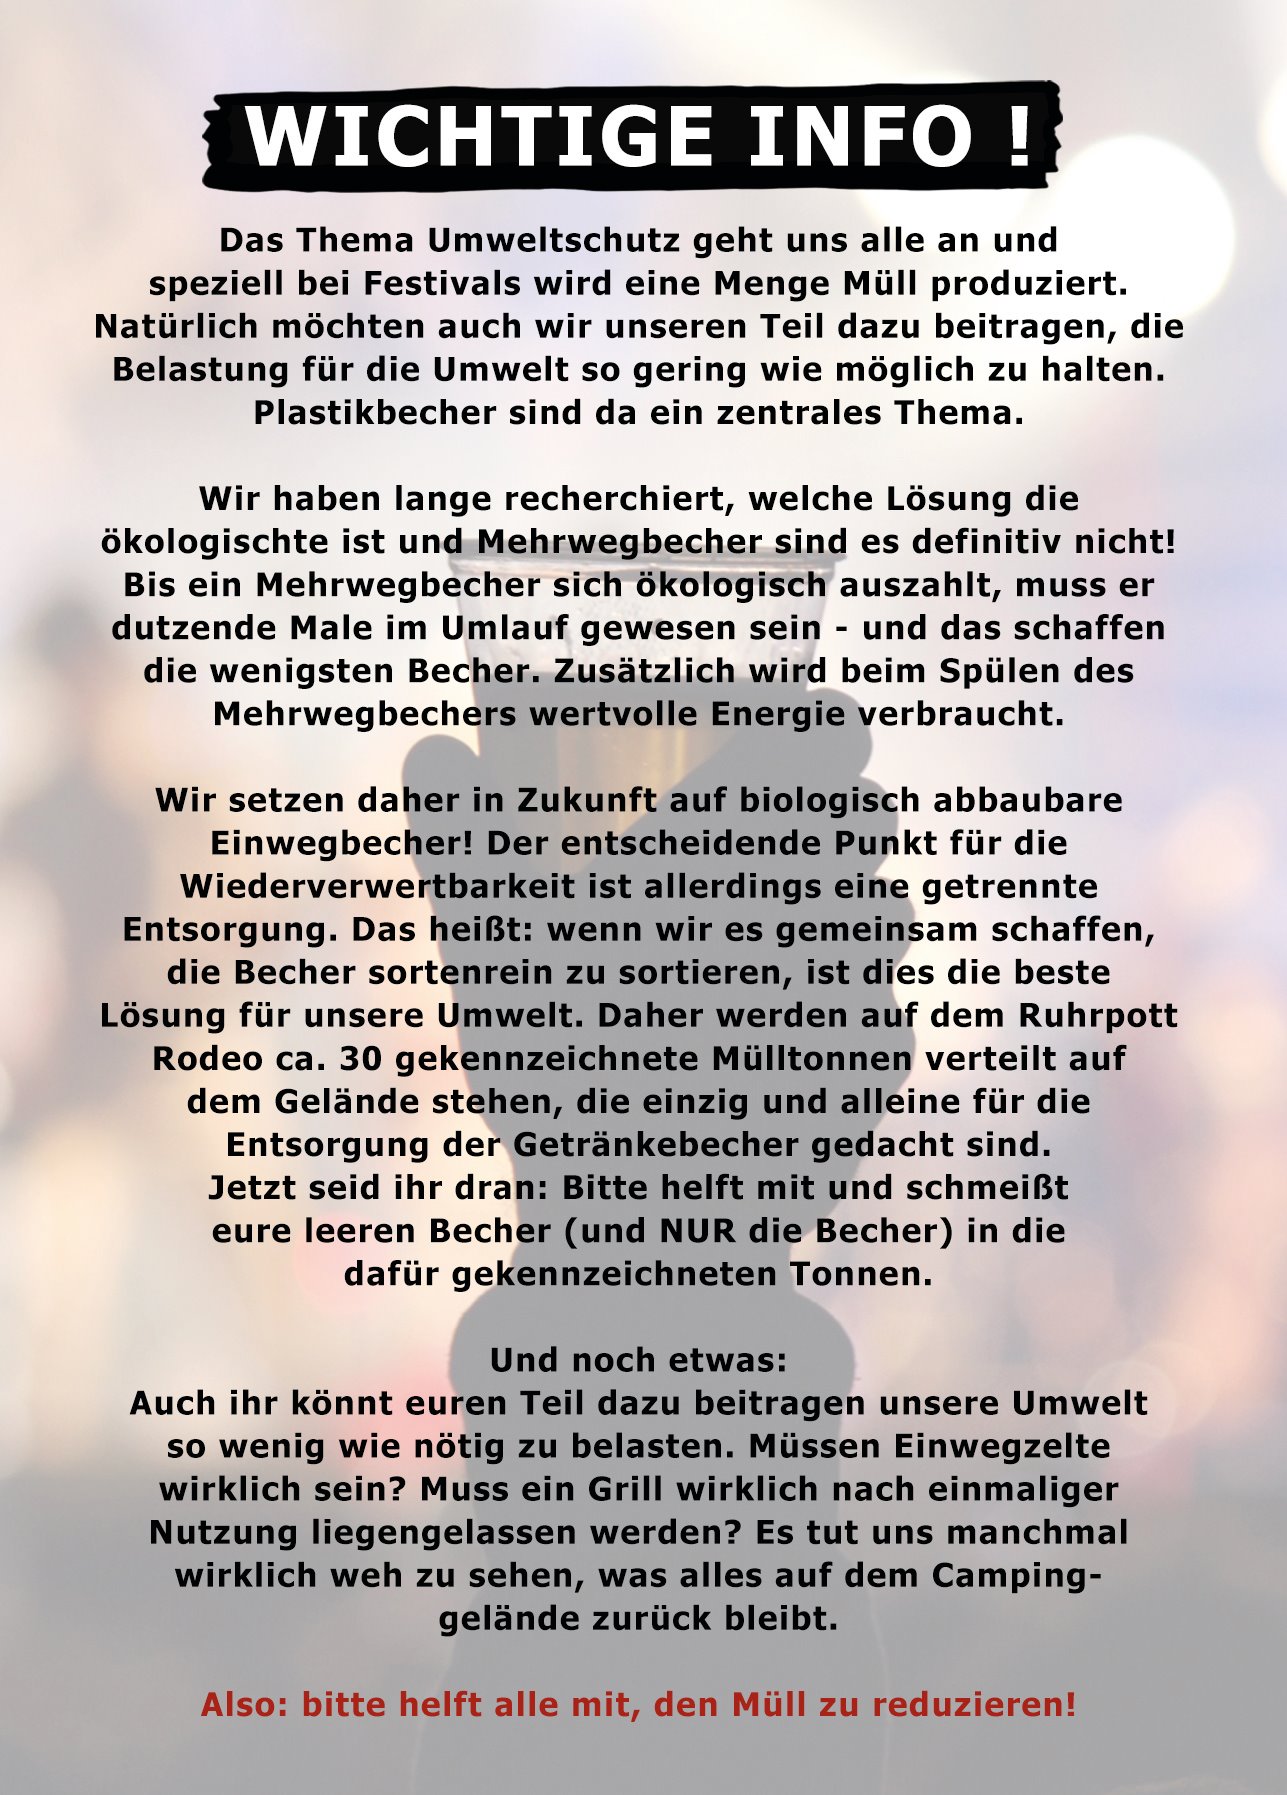 WICHTIGE INFO !
Das Thema Umweltschutz geht uns alle an und
speziell bei Festivals wird eine Menge Müll produziert.
Natürlich möchten auch wir unseren Teil dazu beitragen, die
Belastung für die Umwelt so gering wie möglich zu halten.
Plastikbecher sind da ein zentrales Thema.
Wir haben lange recherchiert, welche Lösung die
ökologischte ist und Mehrwegbecher sind es definitiv nicht!
Bis ein Mehrwegbecher sich ökologisch auszahlt, muss er
dutzende Male im Umlauf gewesen sein - und das schaffen
die wenigsten Becher. Zusätzlich wird beim Spülen des
Mehrwegbechers wertvolle Energie verbraucht.
Wir setzen daher in Zukunft auf biologisch abbaubare
Einwegbecher! Der entscheidende Punkt für die
Wiederverwertbarkeit ist allerdings eine getrennte
Entsorgung. Das heißt: wenn wir es gemeinsam schaffen,
die Becher sortenrein zu sortieren, ist dies die beste
Lösung für unsere Umwelt. Daher werden auf dem Ruhrpott
Rodeo ca. 30 gekennzeichnete Mülltonnen verteilt auf
dem Gelände stehen, die einzig und alleine für die
Entsorgung der Getränkebecher gedacht sind.
Jetzt seid ihr dran: Bitte helft mit und schmeißt
eure leeren Becher (und NUR die Becher) in die
dafür gekennzeichneten Tonnen.
Und noch etwas:
Auch ihr könnt euren Teil dazu beitragen unsere Umwelt
so wenig wie nötig zu belasten. Müssen Einwegzelte
wirklich sein? Muss ein Grill wirklich nach einmaliger
Nutzung liegengelassen werden? Es tut uns manchmal
wirklich weh zu sehen, was alles auf dem Camping-
gelände zurück bleibt.
Also: bitte helft alle mit, den Müll zu reduzieren!